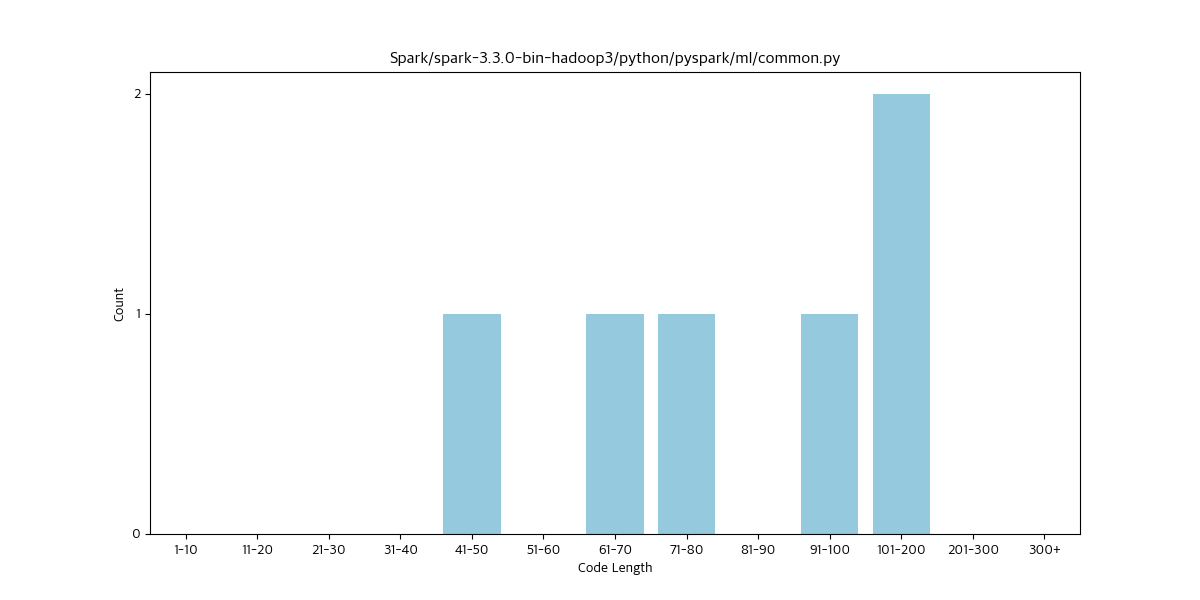 Spark/spark-3.3.0-bin-hadoop3/python/pyspark/ml/common.py
Count
2
1
0
1-10 11-20 21-30 31-40 41-50 51-60 61-70 71-80 81-90 91-100 101-200 201-300 300+
Code Length